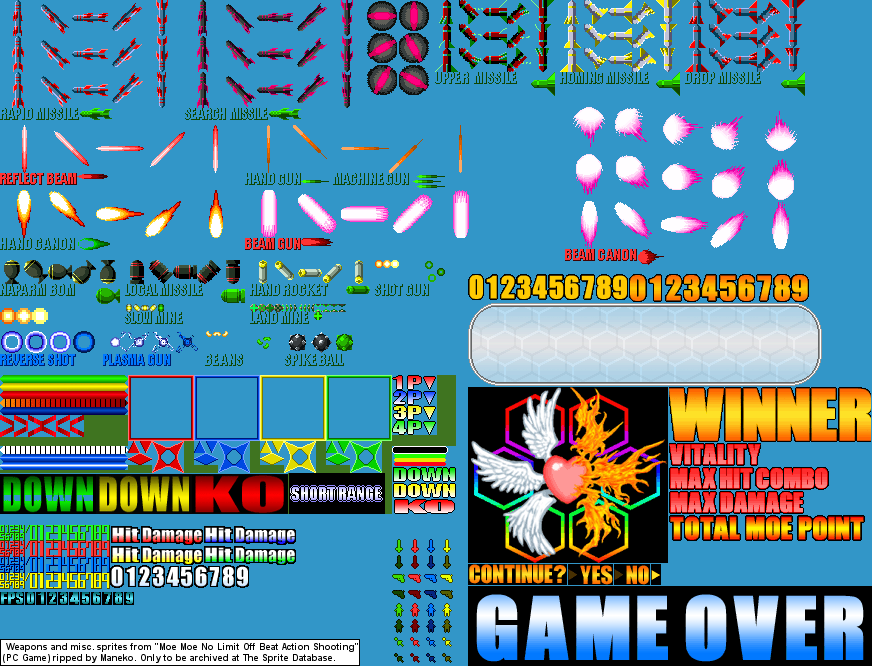 UPPER MISSILE HOMING MISSILE DROP MISSILE
RAPID MISSILE SEARCH MISSILE
REFLECT BEAM HAND GUN MACHINE GUN
HAND CANON BEAM GUN BEAM CANON
NAPARM BOM LOCAL MISSILE HAND ROCKET SHOT GUN
01234567890123456789
SLOW MINE LAND MINE
REVERSE SHOT PLASMA GUN BEANS SPIKE BALL
1P
2P
3P
4P
WINNER
VITALITY
MAX HIT COMBO
MAX DAMAGE
TOTAL MOE POINT
DOWN DOWN KO SHORT RANGE
DOWN
DOWN
KO
Hit Damage Hit Damage
Hit Damage Hit Damage
0123456789
FPS 0123456789
CONTINUE? YES NO
GAME OVER
Weapons and misc. sprites from "Moe Moe No Limit Off Beat Action Shooting"
(PC Game) ripped by Maneko. Only to be archived at The Sprite Database.